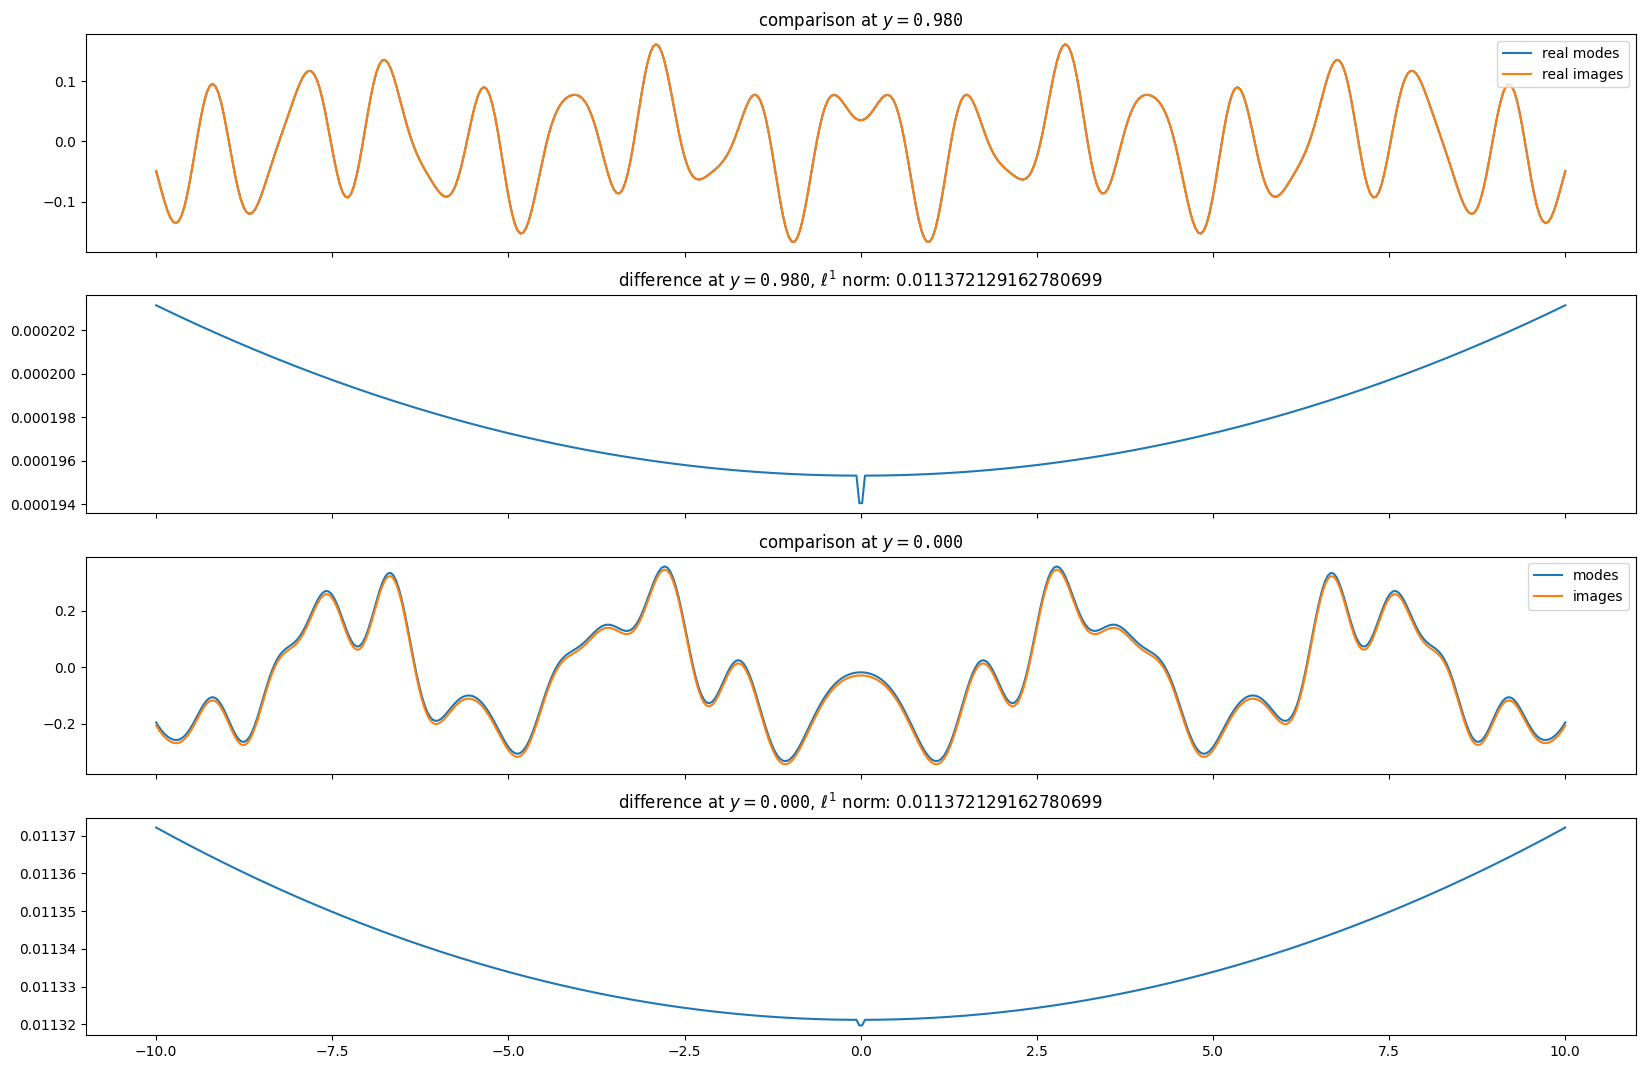 comparison at y = 0.980
real modes
real images
0.1
0.0
−0.1
difference at y = 0.980, ℓ¹ norm: 0.011372129162780699
0.000202
0.000200
0.000198
0.000196
0.000194
comparison at y = 0.000
modes
images
0.2
0.0
−0.2
difference at y = 0.000, ℓ¹ norm: 0.011372129162780699
0.01137
0.01136
0.01135
0.01134
0.01133
0.01132
−10.0 −7.5 −5.0 −2.5 0.0 2.5 5.0 7.5 10.0